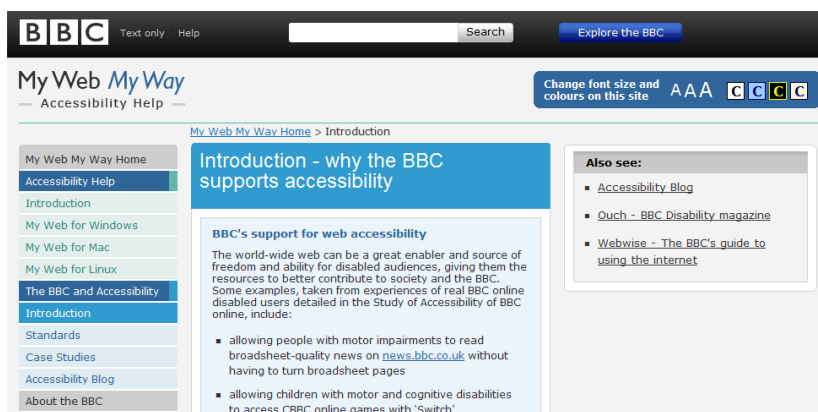 BBC Text only Help Search Explore the BBC
My Web My Way
Accessibility Help
Change font size and
colours on this site
A A A C C C C
My Web My Way Home > Introduction
My Web My Way Home
Accessibility Help
Introduction
My Web for Windows
My Web for Mac
My Web for Linux
The BBC and Accessibility
Introduction
Standards
Case Studies
Accessibility Blog
About the BBC
Introduction - why the BBC
supports accessibility
BBC's support for web accessibility
The world-wide web can be a great enabler and source of
freedom and ability for disabled audiences, giving them the
resources to better contribute to society and the BBC.
Some examples, taken from experiences of real BBC online
disabled users detailed in the Study of Accessibility of BBC
online, include:
allowing people with motor impairments to read
broadsheet-quality news on news.bbc.co.uk without
having to turn broadsheet pages
allowing children with motor and cognitive disabilities
to access CBBC online games with 'Switch'
Also see:
Accessibility Blog
Ouch - BBC Disability magazine
Webwise - The BBC's guide to
using the internet